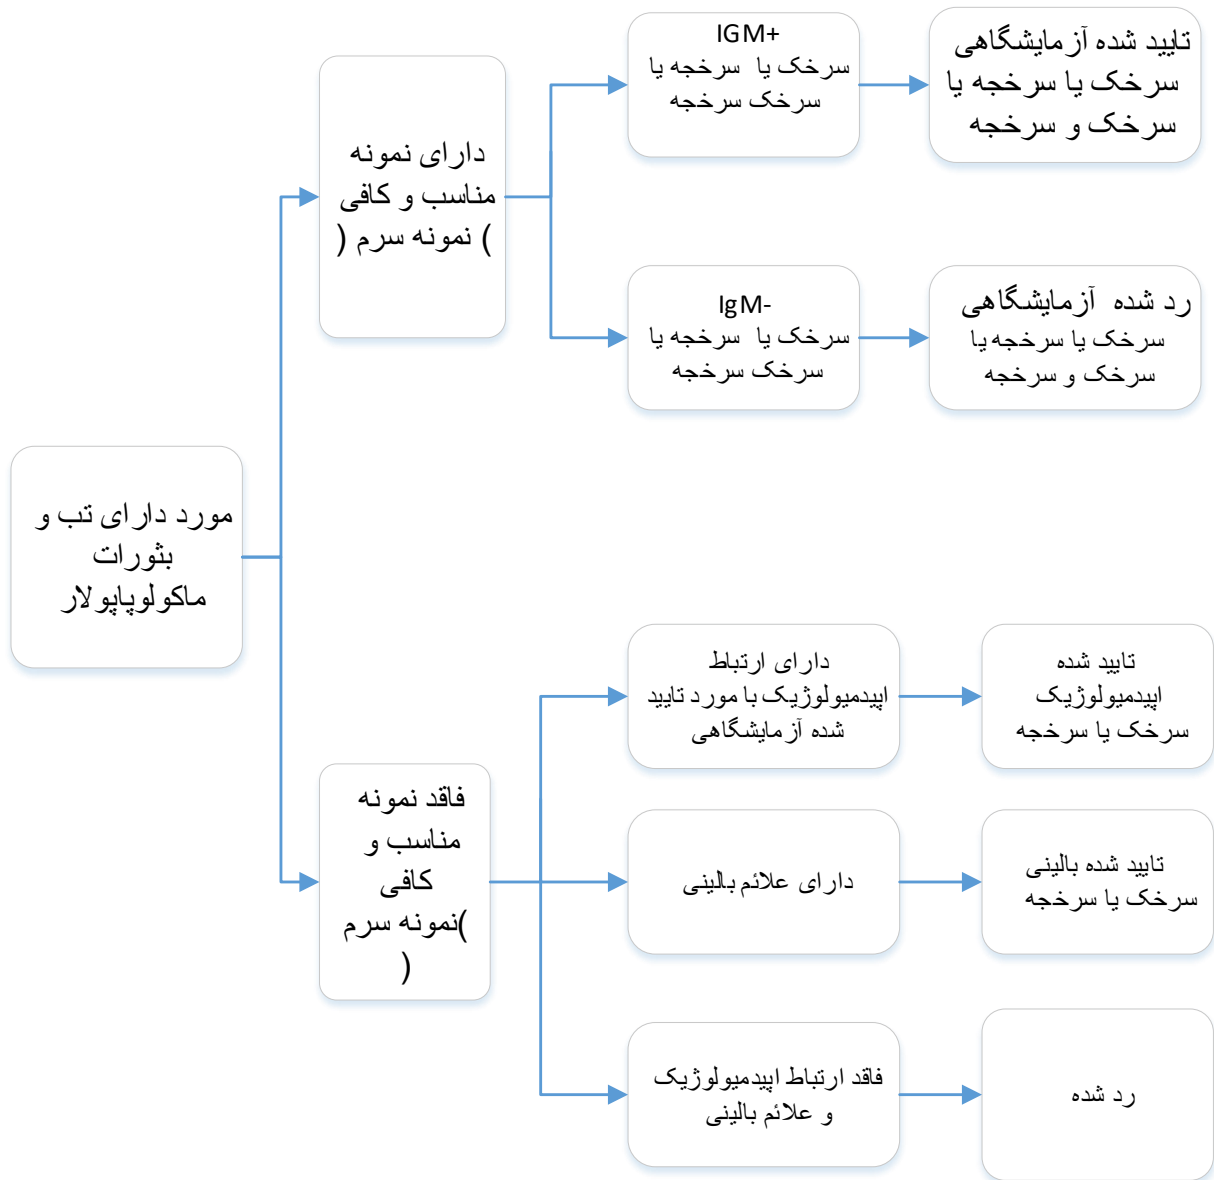 IGM+
سرخک یا سرخجه یا
سرخک سرخجه
تایید شده آزمایشگاهی
سرخک یا سرخجه یا
سرخک و سرخجه
دارای نمونه
مناسب و کافی
) نمونه سرم (
IgM-
سرخک یا سرخجه یا
سرخک سرخجه
رد شده آزمایشگاهی
سرخک یا سرخجه یا
سرخک و سرخجه
مورد دارای تب و
بثورات
ماکولوپاپولار
دارای ارتباط
اپیدمیولوژیک با مورد تایید
شده آزمایشگاهی
تایید شده
اپیدمیولوژیک
سرخک یا سرخجه
فاقد نمونه
مناسب و
کافی
)نمونه سرم
(
دارای علائم بالینی
تایید شده بالینی
سرخک یا سرخجه
فاقد ارتباط اپیدمیولوژیک
و علائم بالینی
رد شده